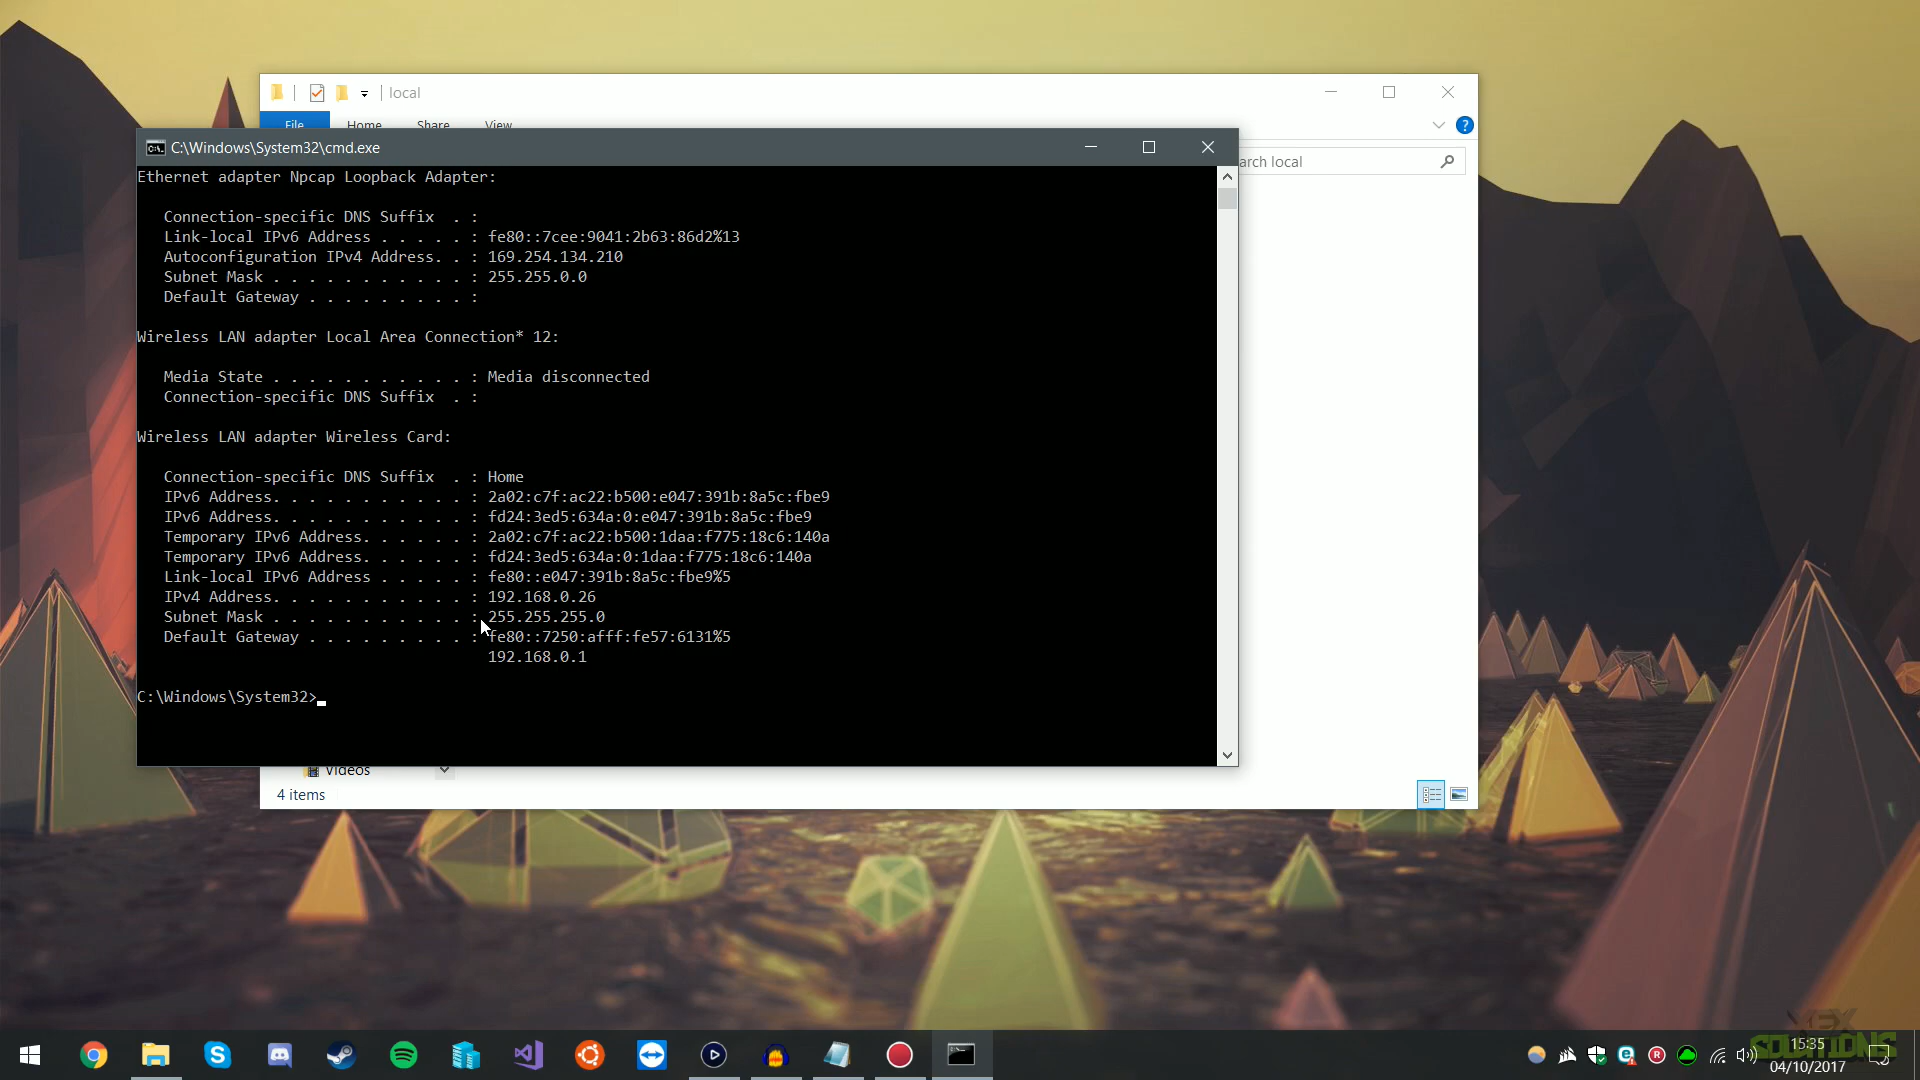 local
File Home Share View
C:\Windows\System32\cmd.exe
arch local
Ethernet adapter Npcap Loopback Adapter:
Connection-specific DNS Suffix . :
Link-local IPv6 Address . . . . . : fe80::7cee:9041:2b63:86d2%13
Autoconfiguration IPv4 Address. . : 169.254.134.210
Subnet Mask . . . . . . . . . . . : 255.255.0.0
Default Gateway . . . . . . . . . :
Wireless LAN adapter Local Area Connection* 12:
Media State . . . . . . . . . . . : Media disconnected
Connection-specific DNS Suffix . :
Wireless LAN adapter Wireless Card:
Connection-specific DNS Suffix . : Home
IPv6 Address. . . . . . . . . . . : 2a02:c7f:ac22:b500:e047:391b:8a5c:fbe9
IPv6 Address. . . . . . . . . . . : fd24:3ed5:634a:0:e047:391b:8a5c:fbe9
Temporary IPv6 Address. . . . . . : 2a02:c7f:ac22:b500:1daa:f775:18c6:140a
Temporary IPv6 Address. . . . . . : fd24:3ed5:634a:0:1daa:f775:18c6:140a
Link-local IPv6 Address . . . . . : fe80::e047:391b:8a5c:fbe9%5
IPv4 Address. . . . . . . . . . . : 192.168.0.26
Subnet Mask . . . . . . . . . . . : 255.255.255.0
Default Gateway . . . . . . . . . : fe80::7250:afff:fe57:6131%5
192.168.0.1
C:\Windows\System32>
Videos
4 items
SOLUTIONS
15:35
04/10/2017